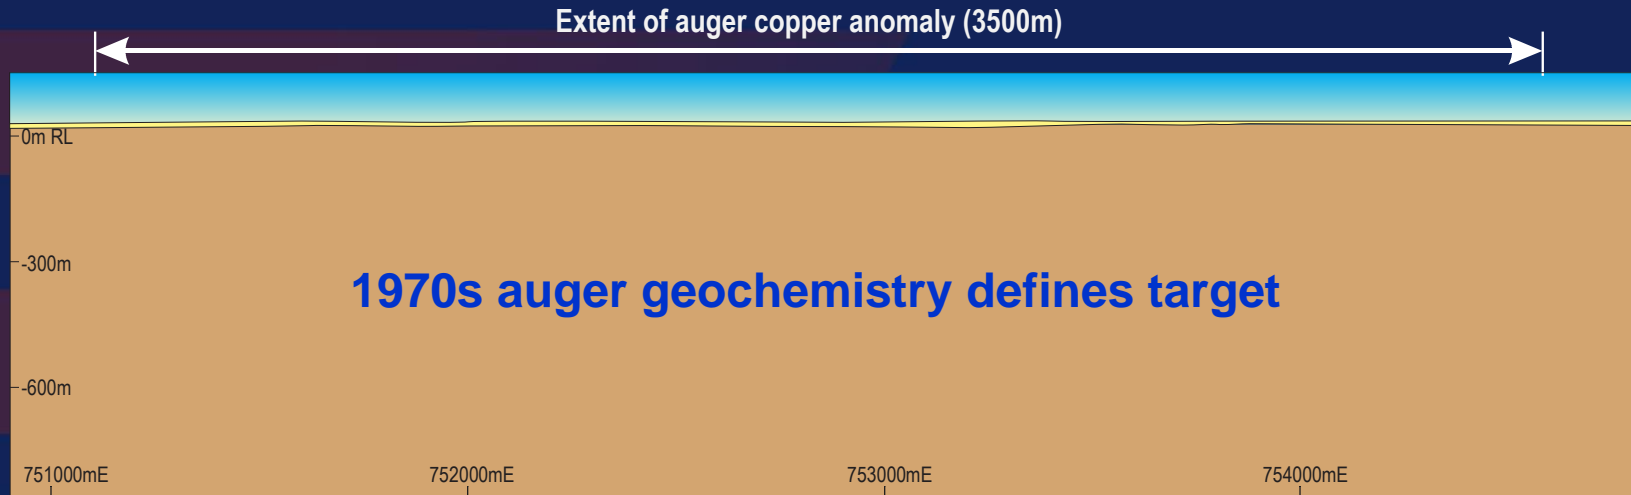 Extent of auger copper anomaly (3500m)
0m RL
-300m
1970s auger geochemistry defines target
-600m
751000mE 752000mE 753000mE 754000mE